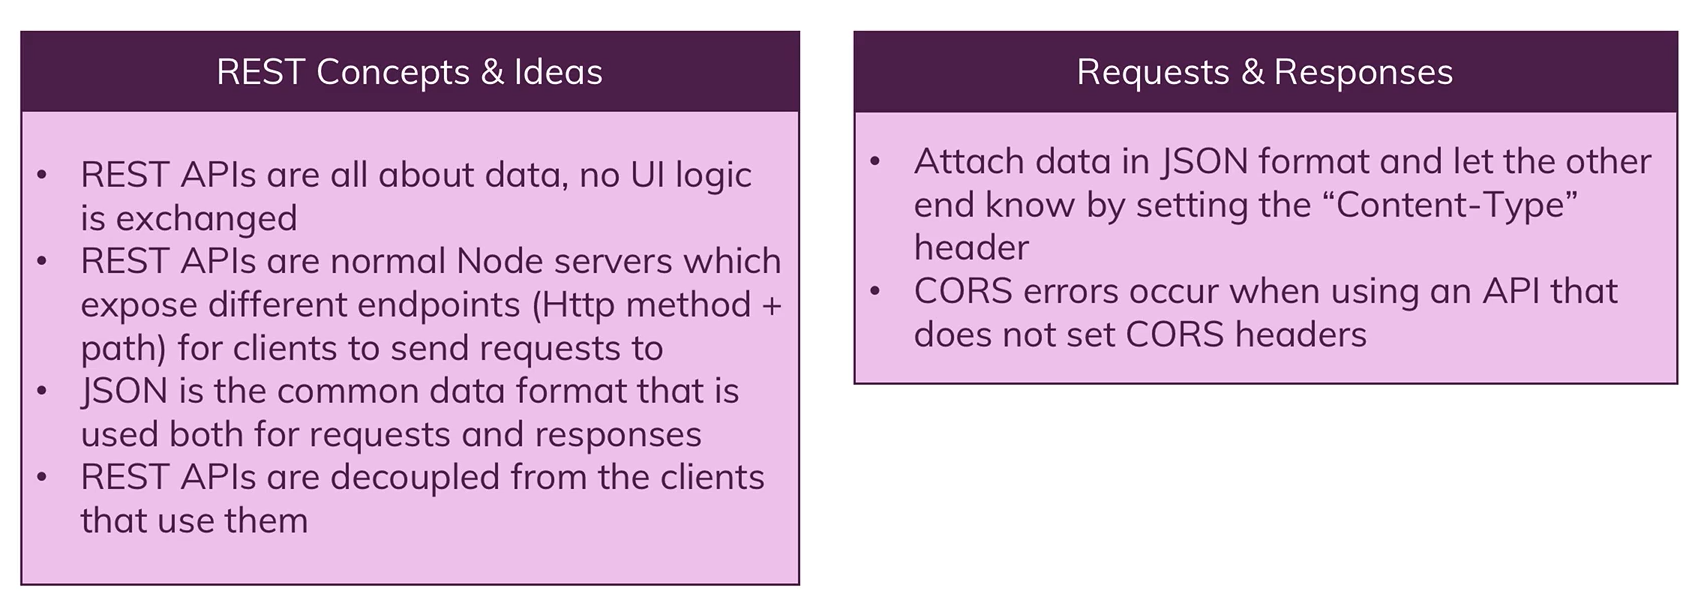 REST Concepts & Ideas
• REST APIs are all about data, no UI logic
is exchanged
• REST APIs are normal Node servers which
expose different endpoints (Http method +
path) for clients to send requests to
• JSON is the common data format that is
used both for requests and responses
• REST APIs are decoupled from the clients
that use them
Requests & Responses
• Attach data in JSON format and let the other
end know by setting the “Content-Type”
header
• CORS errors occur when using an API that
does not set CORS headers